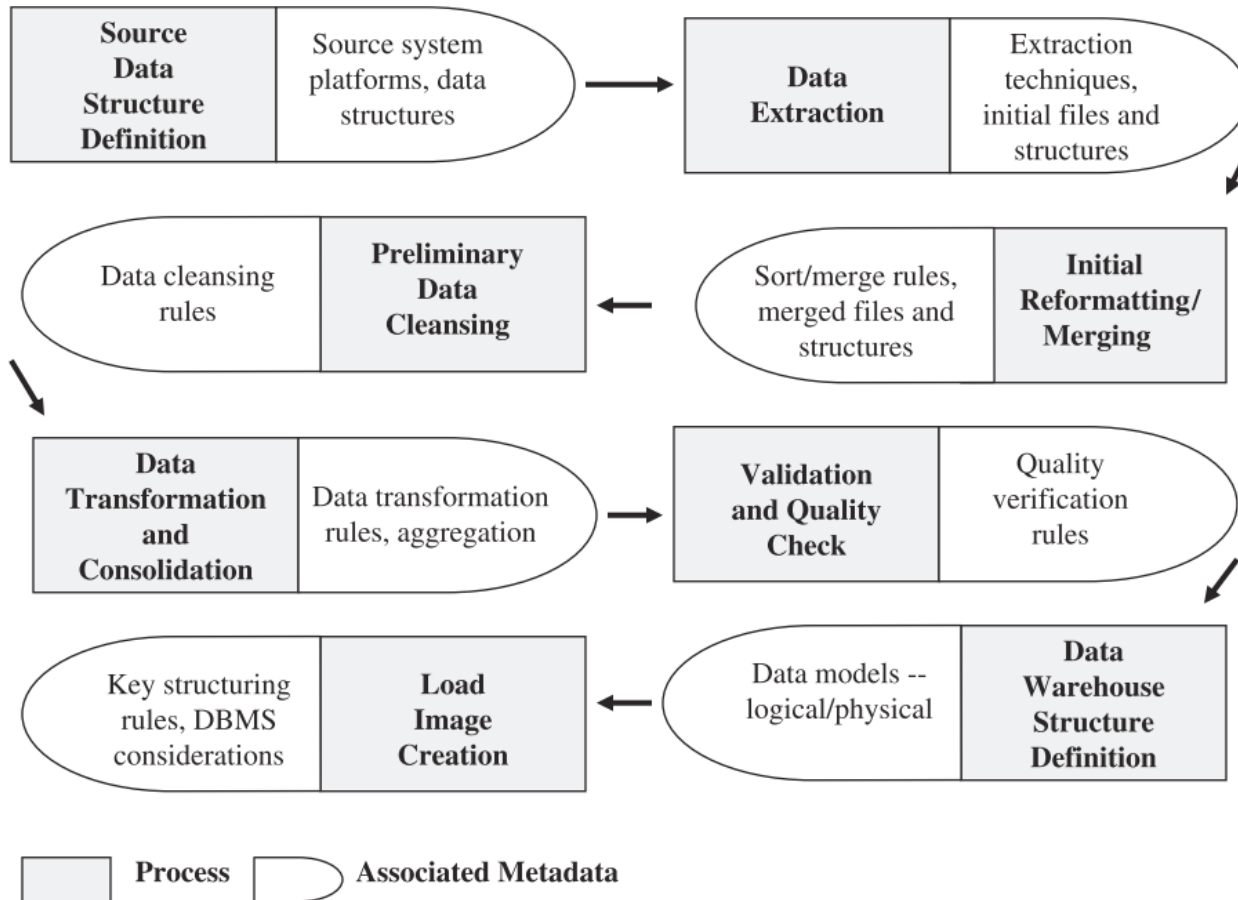 Source
Data
Structure
Definition
Source system
platforms, data
structures
Data
Extraction
Extraction
techniques,
initial files and
structures
Initial
Reformatting/
Merging
Sort/merge rules,
merged files and
structures
Preliminary
Data
Cleansing
Data cleansing
rules
Data
Transformation
and
Consolidation
Data transformation
rules, aggregation
Validation
and Quality
Check
Quality
verification
rules
Data
Warehouse
Structure
Definition
Data models --
logical/physical
Load
Image
Creation
Key structuring
rules, DBMS
considerations
Process
Associated Metadata